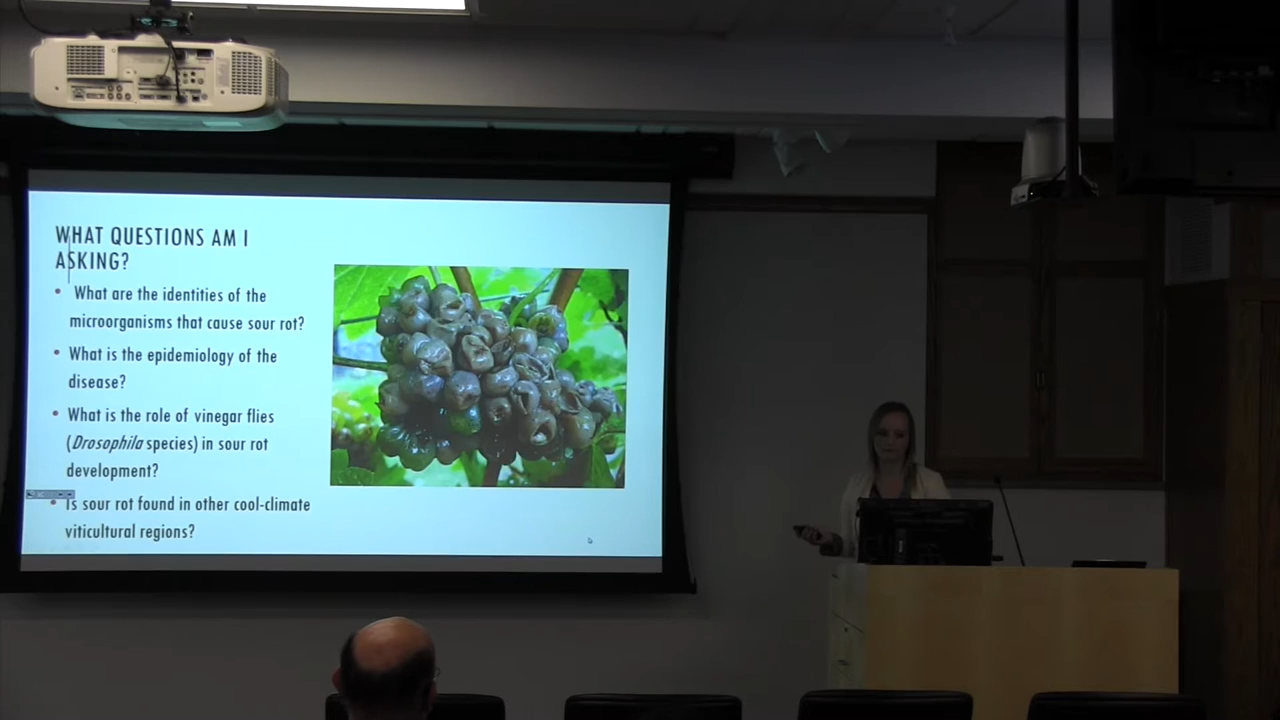 WHAT QUESTIONS AM I
ASKING?
• What are the identities of the
microorganisms that cause sour rot?
• What is the epidemiology of the
disease?
• What is the role of vinegar flies
(Drosophila species) in sour rot
development?
• Is sour rot found in other cool-climate
viticultural regions?